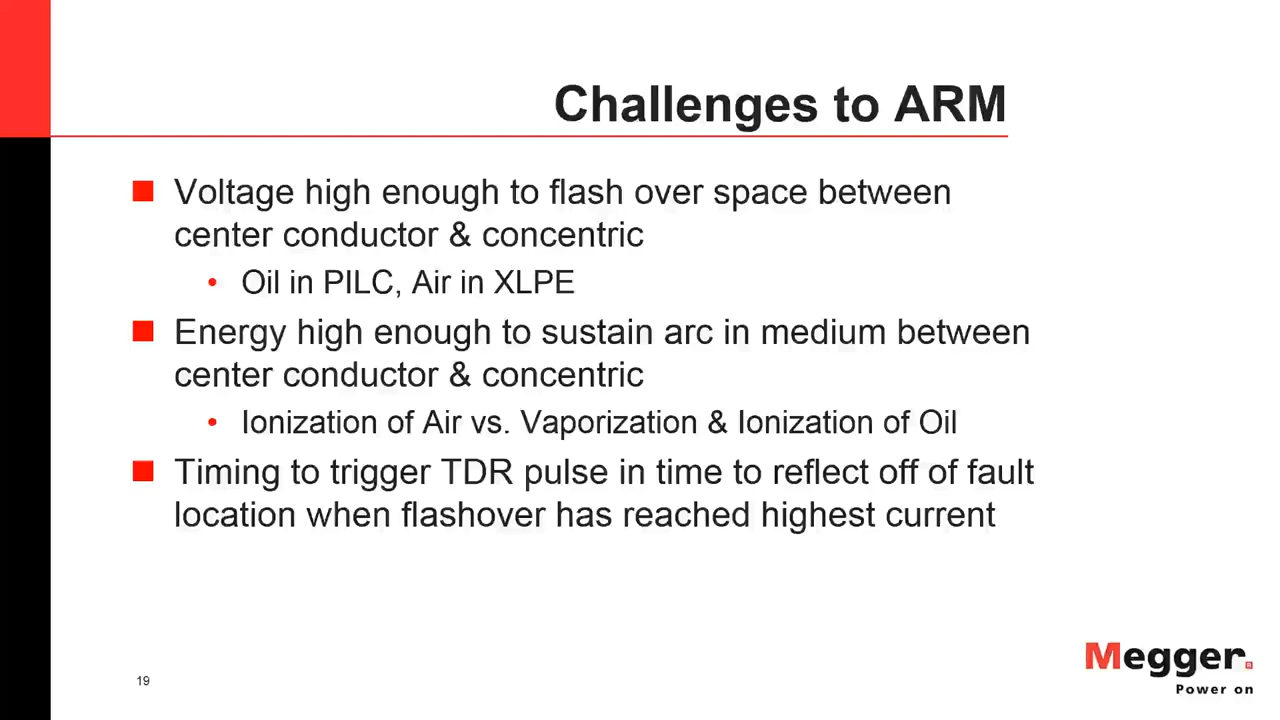 Challenges to ARM
■ Voltage high enough to flash over space between
center conductor & concentric
• Oil in PILC, Air in XLPE
■ Energy high enough to sustain arc in medium between
center conductor & concentric
• Ionization of Air vs. Vaporization & Ionization of Oil
■ Timing to trigger TDR pulse in time to reflect off of fault
location when flashover has reached highest current
19
Megger.
Power on